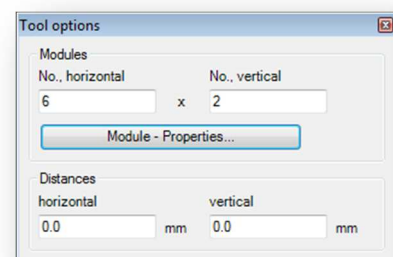 Tool options
Modules
No., horizontal No., vertical
6 x 2
Module - Properties...
Distances
horizontal vertical
0.0 mm 0.0 mm